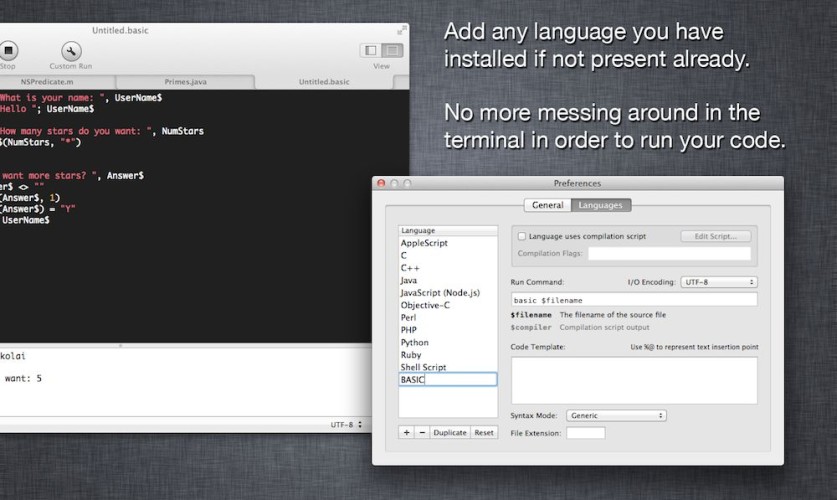 Untitled.basic
Stop
Custom Run
View
NSPredicate.m
Primes.java
Untitled.basic
What is your name: ", UserName$
Hello "; UserName$
How many stars do you want: ", NumStars
$(NumStars, "*")
want more stars? ", Answer$
er$ <> ""
(Answer$, 1)
(Answer$) = "Y"
UserName$
kolai
want: 5
UTF-8
Add any language you have
installed if not present already.
No more messing around in the
terminal in order to run your code.
Preferences
General
Languages
Language
AppleScript
C
C++
Java
JavaScript (Node.js)
Objective-C
Perl
PHP
Python
Ruby
Shell Script
BASIC
+ − Duplicate Reset
Language uses compilation script
Edit Script...
Compilation Flags:
Run Command:
I/O Encoding: UTF-8
basic $filename
$filename The filename of the source file
$compiler Compilation script output
Code Template:
Use %@ to represent text insertion point
Syntax Mode: Generic
File Extension: